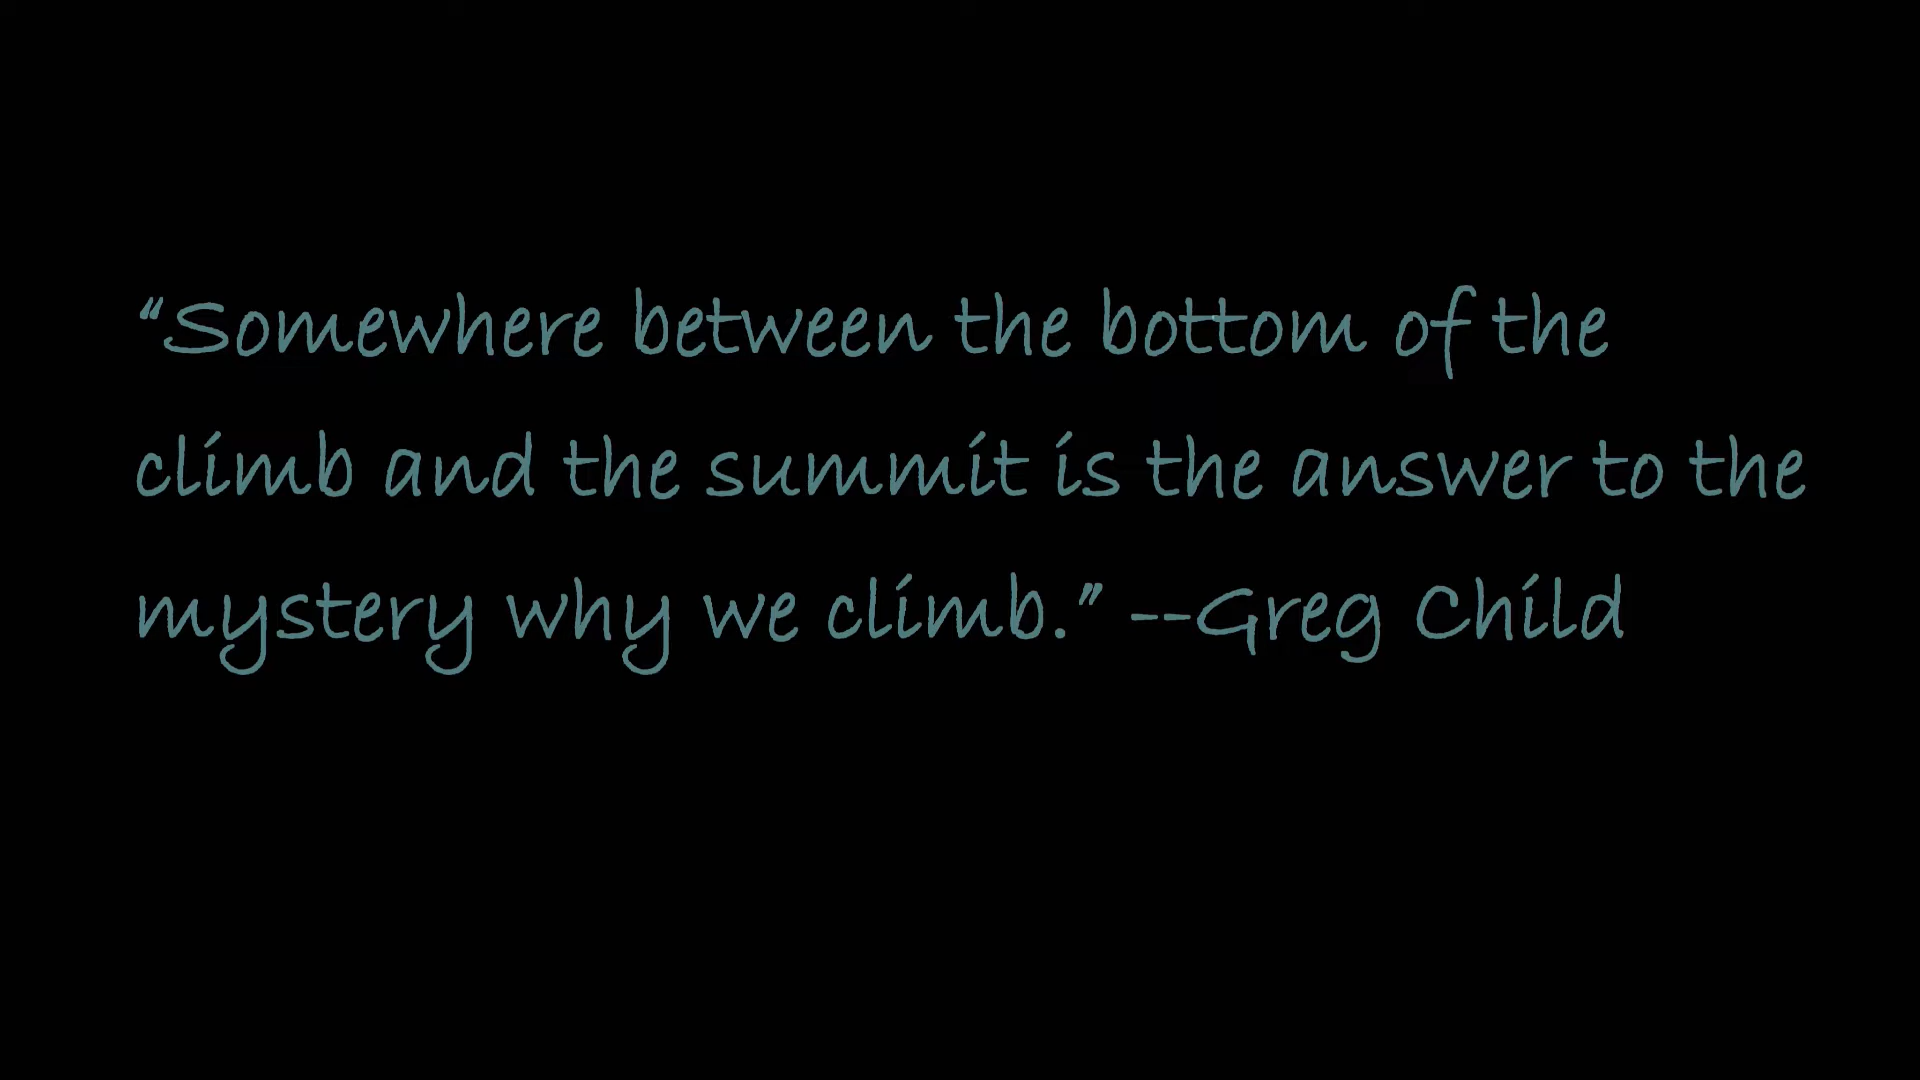 “Somewhere between the bottom of the
climb and the summit is the answer to the
mystery why we climb.” --Greg Child